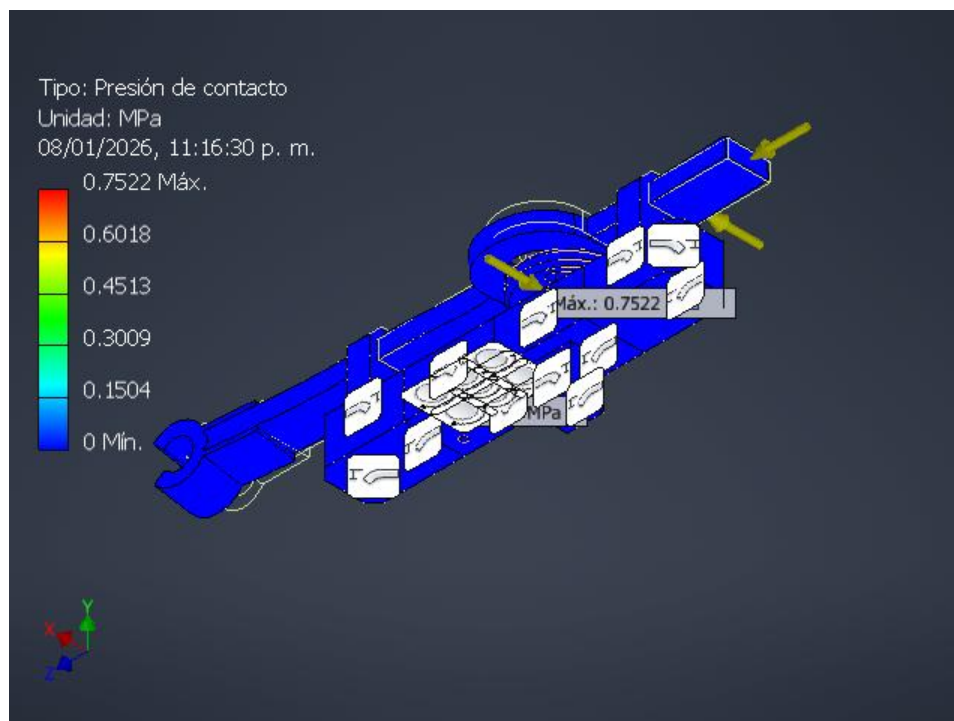 Tipo: Presión de contacto
Unidad: MPa
08/01/2026, 11:16:30 p. m.
0.7522 Máx.
0.6018
0.4513
0.3009
0.1504
0 Mín.
Máx.: 0.7522
MPa
Y
X
Z